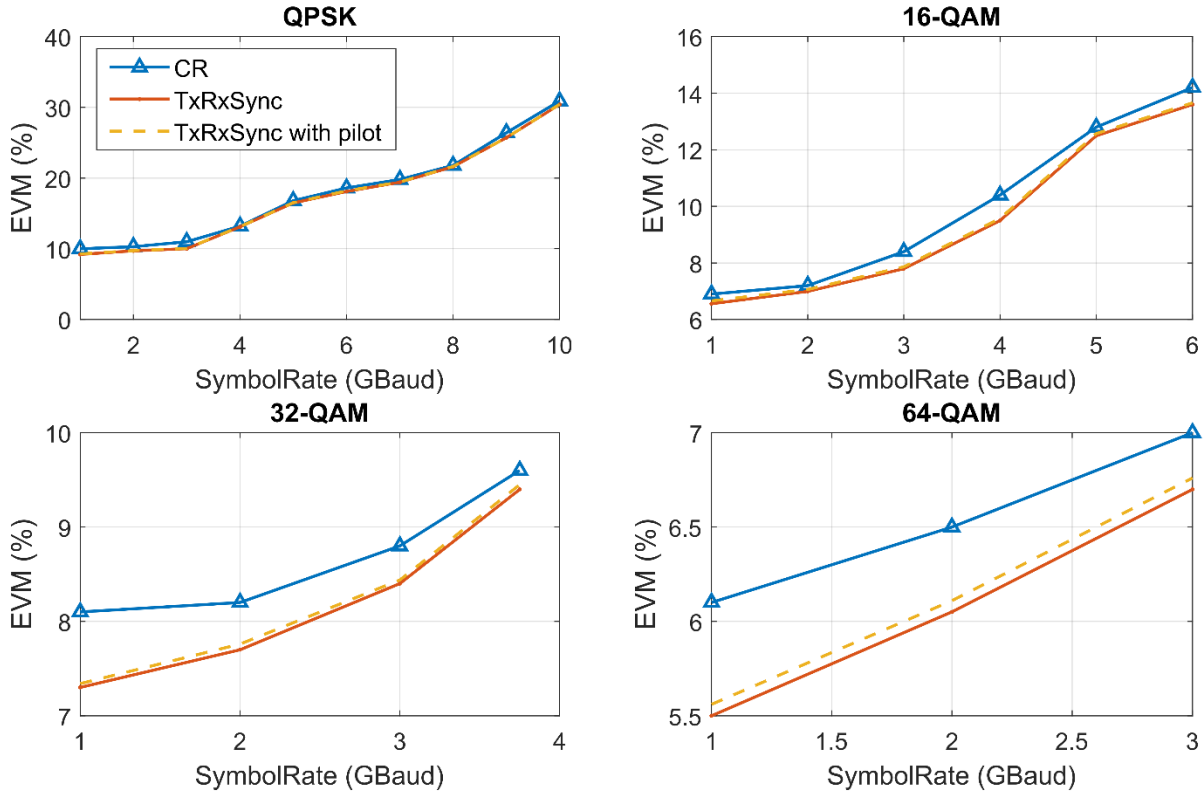 QPSK
40
30
20
10
0
EVM (%)
CR
TxRxSync
TxRxSync with pilot
2 4 6 8 10
SymbolRate (GBaud)
16-QAM
16
14
12
10
8
6
EVM (%)
1 2 3 4 5 6
SymbolRate (GBaud)
32-QAM
10
9
8
7
EVM (%)
1 2 3 4
SymbolRate (GBaud)
64-QAM
7
6.5
6
5.5
EVM (%)
1 1.5 2 2.5 3
SymbolRate (GBaud)